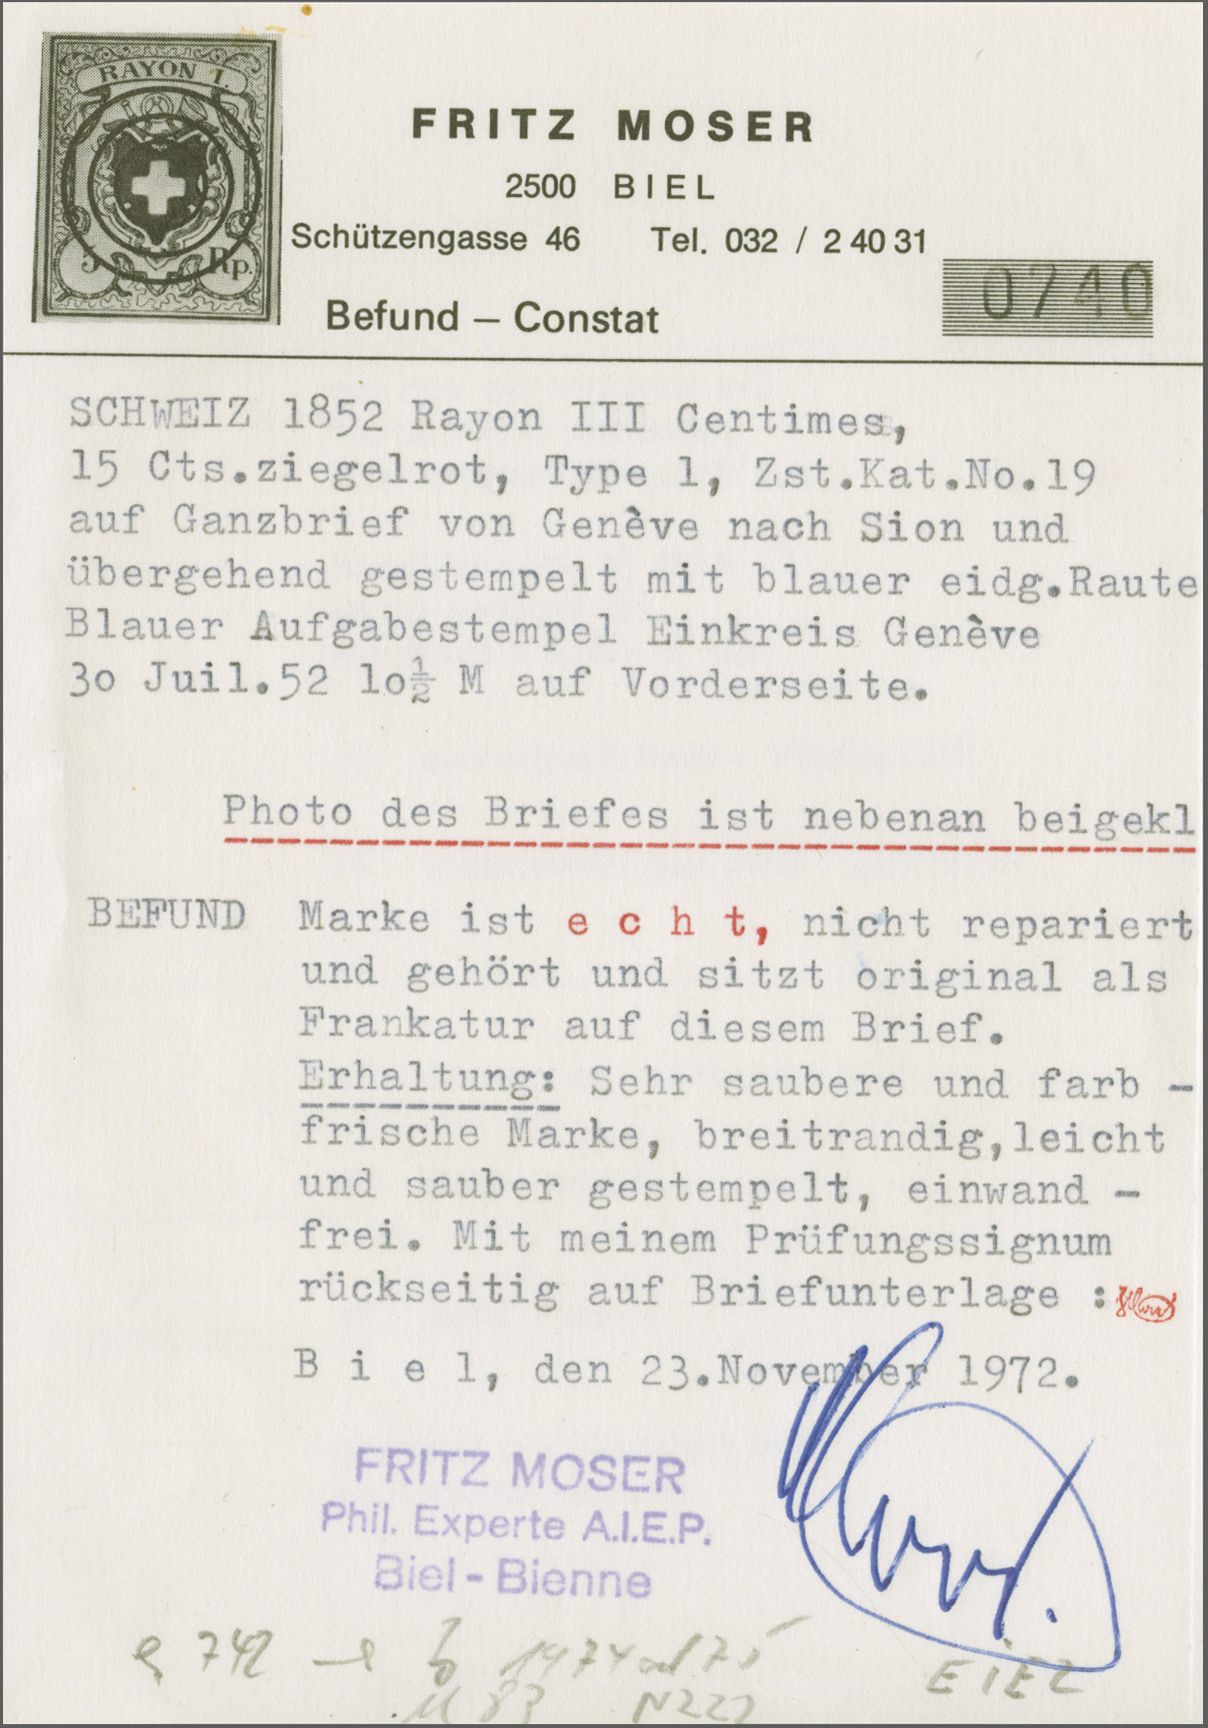 RAYON I.
5 Rp.
FRITZ MOSER
2500 BIEL
Schützengasse 46 Tel. 032 / 2 40 31
0740
Befund – Constat
SCHWEIZ 1852 Rayon III Centimes,
15 Cts.ziegelrot, Type 1, Zst.Kat.No.19
auf Ganzbrief von Genève nach Sion und
übergehend gestempelt mit blauer eidg.Raute
Blauer Aufgabestempel Einkreis Genève
3o Juil.52 lo½ M auf Vorderseite.
Photo des Briefes ist nebenan beigekl
BEFUND Marke ist e c h t, nicht repariert
und gehört und sitzt original als
Frankatur auf diesem Brief.
Erhaltung: Sehr saubere und farb -
frische Marke, breitrandig,leicht
und sauber gestempelt, einwand -
frei. Mit meinem Prüfungssignum
rückseitig auf Briefunterlage :
B i e l, den 23.November 1972.
FRITZ MOSER
Phil. Experte A.I.E.P.
Biel - Bienne
742